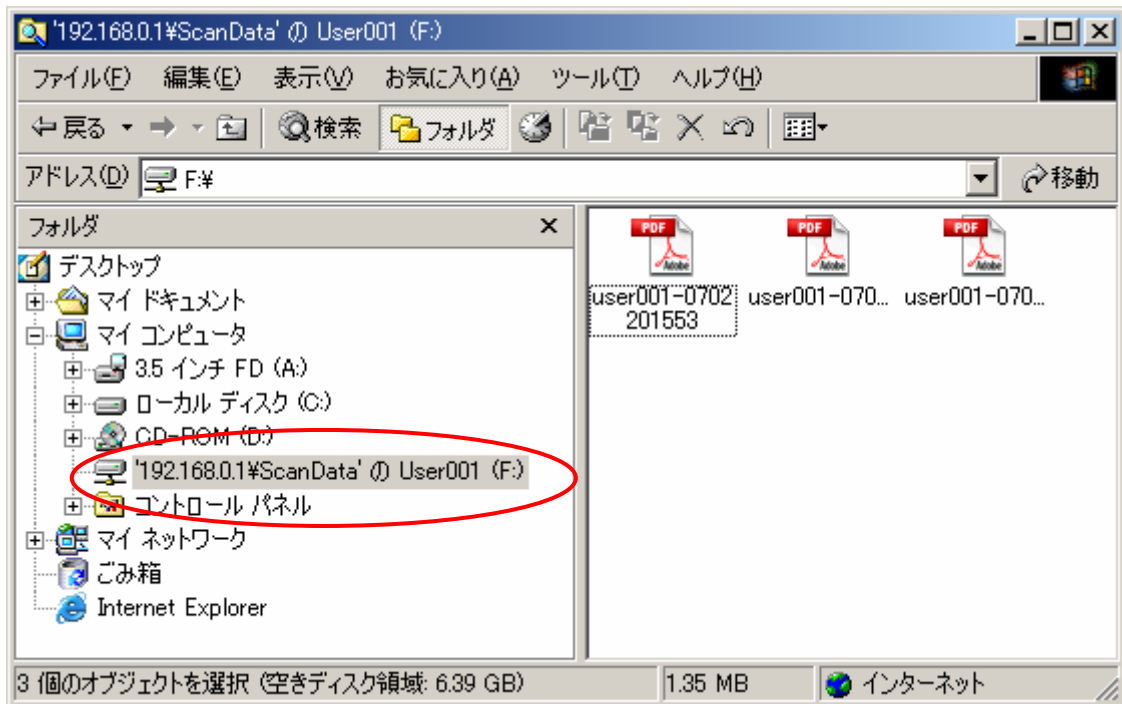 '192.168.0.1¥ScanData' の User001 (F:)
ファイル(F) 編集(E) 表示(V) お気に入り(A) ツール(T) ヘルプ(H)
戻る 検索 フォルダ
アドレス(D) F:¥ 移動
フォルダ
デスクトップ
マイ ドキュメント
マイ コンピュータ
3.5 インチ FD (A:)
ローカル ディスク (C:)
CD-ROM (D:)
'192.168.0.1¥ScanData' の User001 (F:)
コントロール パネル
マイ ネットワーク
ごみ箱
Internet Explorer
PDF PDF PDF
Adobe Adobe Adobe
user001-0702 user001-070... user001-070...
201553
3 個のオブジェクトを選択 (空きディスク領域: 6.39 GB) 1.35 MB インターネット